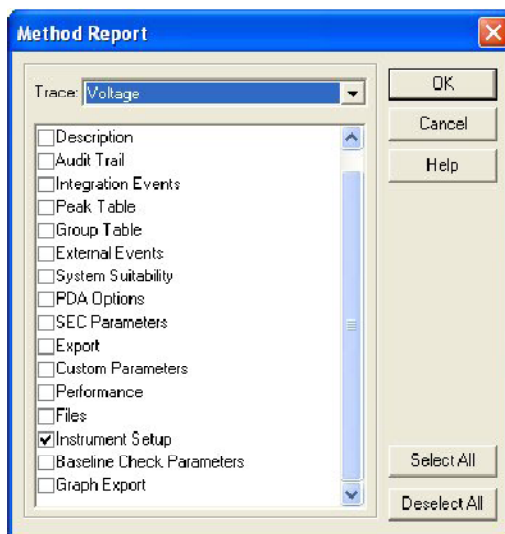 Method Report
Trace: Voltage
OK
Cancel
Help
Description
Audit Trail
Integration Events
Peak Table
Group Table
External Events
System Suitability
PDA Options
SEC Parameters
Export
Custom Parameters
Performance
Files
Instrument Setup
Baseline Check Parameters
Graph Export
Select All
Deselect All